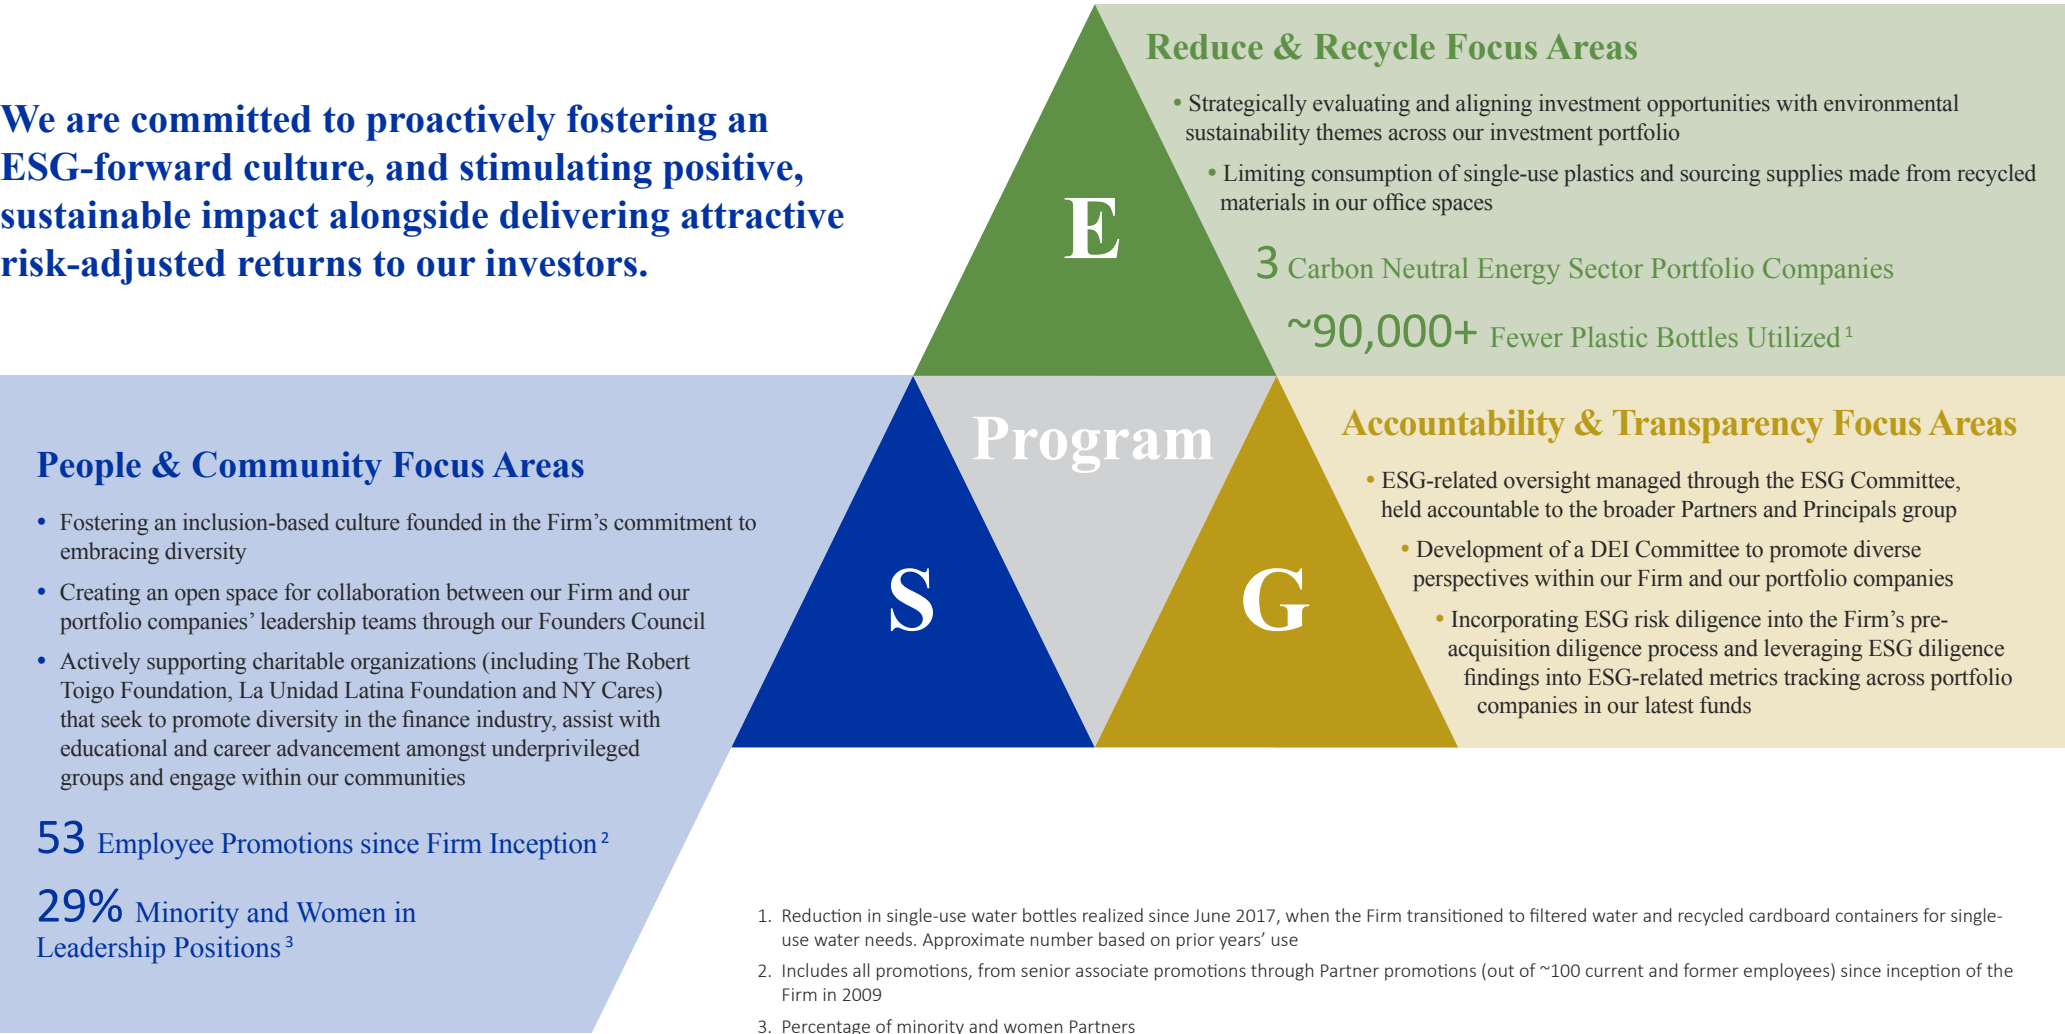 We are committed to proactively fostering an
ESG-forward culture, and stimulating positive,
sustainable impact alongside delivering attractive
risk-adjusted returns to our investors.
E
Reduce & Recycle Focus Areas
• Strategically evaluating and aligning investment opportunities with environmental
sustainability themes across our investment portfolio
• Limiting consumption of single-use plastics and sourcing supplies made from recycled
materials in our office spaces
3 Carbon Neutral Energy Sector Portfolio Companies
~90,000+ Fewer Plastic Bottles Utilized 1
Program
People & Community Focus Areas
• Fostering an inclusion-based culture founded in the Firm’s commitment to
embracing diversity
• Creating an open space for collaboration between our Firm and our
portfolio companies’ leadership teams through our Founders Council
• Actively supporting charitable organizations (including The Robert
Toigo Foundation, La Unidad Latina Foundation and NY Cares)
that seek to promote diversity in the finance industry, assist with
educational and career advancement amongst underprivileged
groups and engage within our communities
53 Employee Promotions since Firm Inception 2
29% Minority and Women in
Leadership Positions 3
S
G
Accountability & Transparency Focus Areas
• ESG-related oversight managed through the ESG Committee,
held accountable to the broader Partners and Principals group
• Development of a DEI Committee to promote diverse
perspectives within our Firm and our portfolio companies
• Incorporating ESG risk diligence into the Firm’s pre-
acquisition diligence process and leveraging ESG diligence
findings into ESG-related metrics tracking across portfolio
companies in our latest funds
1. Reduction in single-use water bottles realized since June 2017, when the Firm transitioned to filtered water and recycled cardboard containers for single-
use water needs. Approximate number based on prior years’ use
2. Includes all promotions, from senior associate promotions through Partner promotions (out of ~100 current and former employees) since inception of the
Firm in 2009
3. Percentage of minority and women Partners